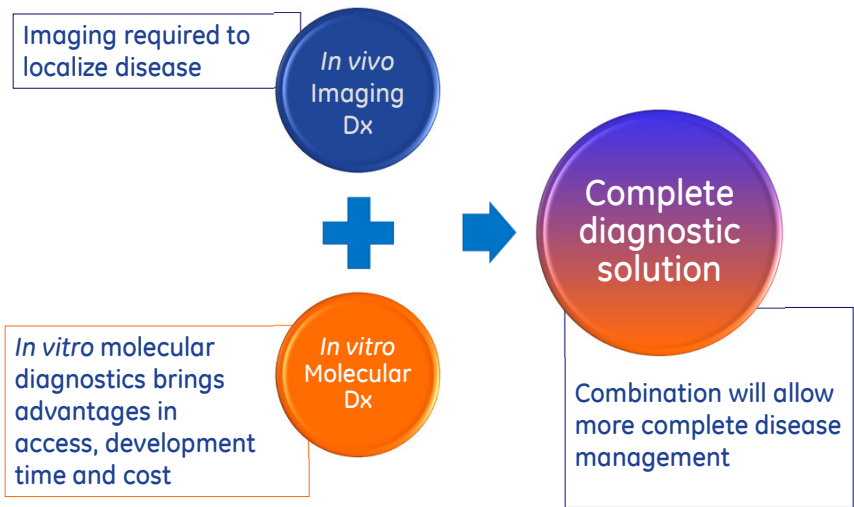 Imaging required to
localize disease
In vivo
Imaging
Dx
Complete
diagnostic
solution
In vitro molecular
diagnostics brings
advantages in
access, development
time and cost
In vitro
Molecular
Dx
Combination will allow
more complete disease
management